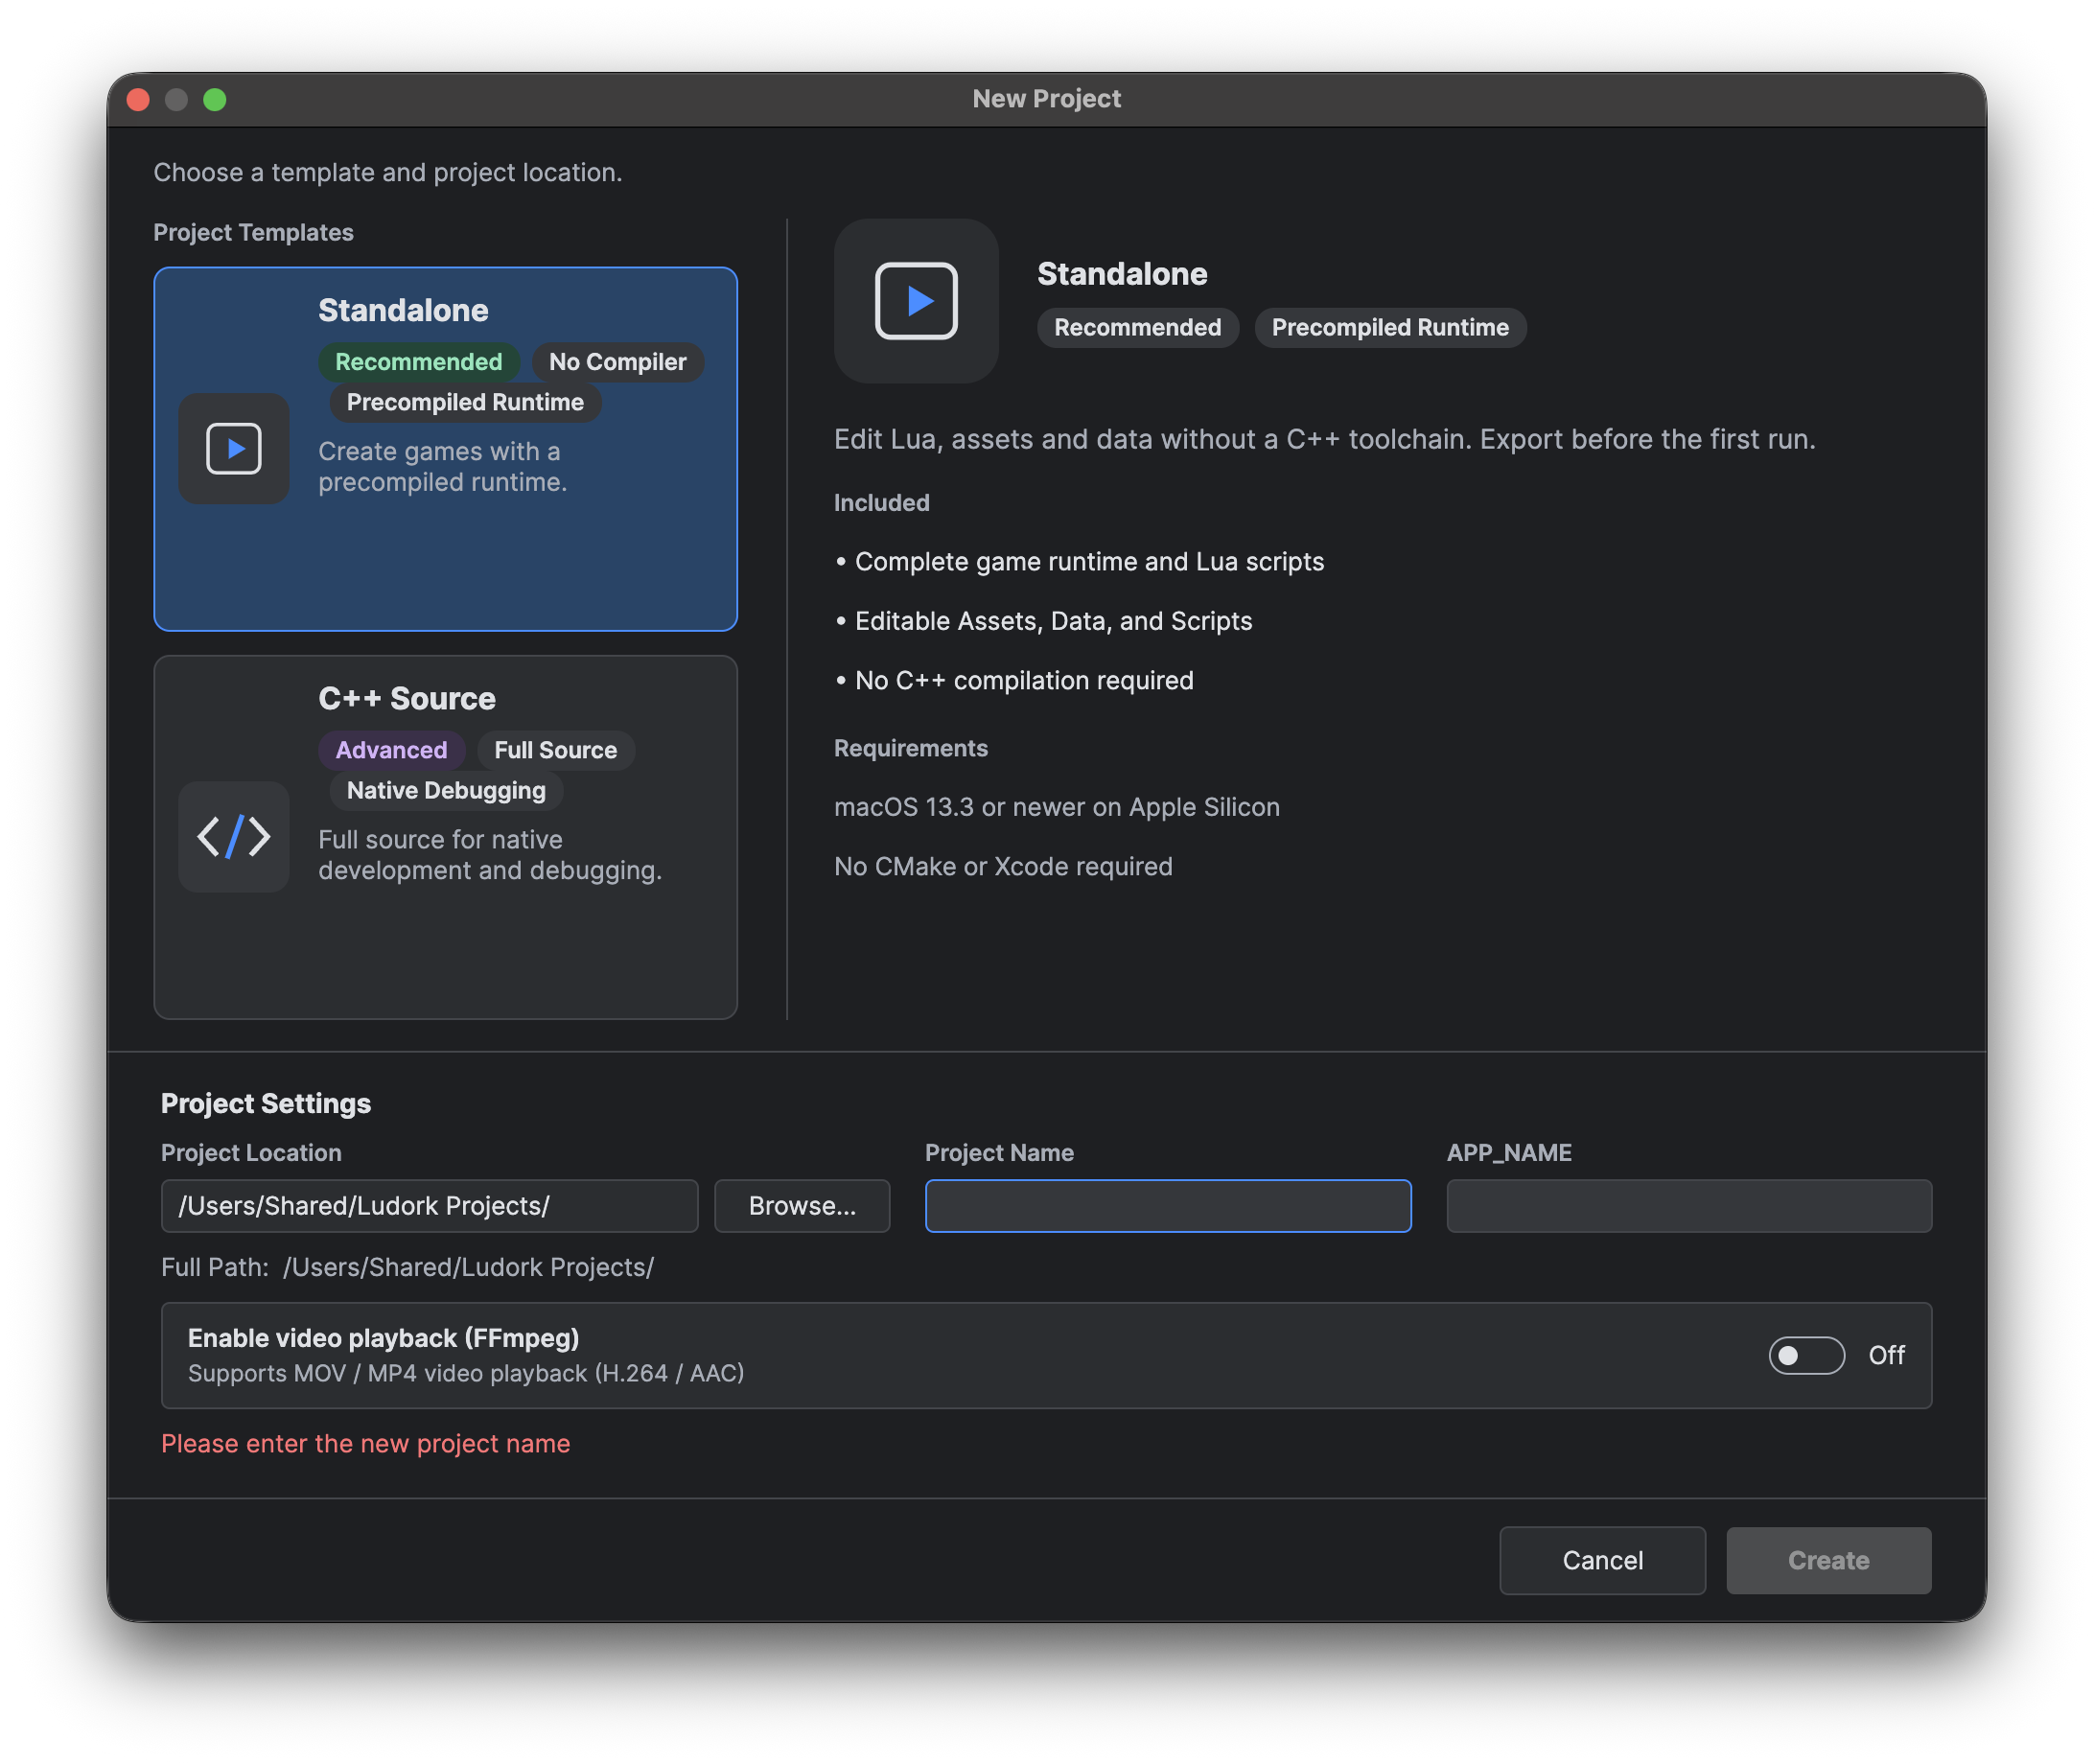 New Project
Choose a template and project location.
Project Templates
Standalone
Recommended No Compiler
Precompiled Runtime
Create games with a
precompiled runtime.
C++ Source
Advanced Full Source
Native Debugging
Full source for native
development and debugging.
Standalone
Recommended Precompiled Runtime
Edit Lua, assets and data without a C++ toolchain. Export before the first run.
Included
• Complete game runtime and Lua scripts
• Editable Assets, Data, and Scripts
• No C++ compilation required
Requirements
macOS 13.3 or newer on Apple Silicon
No CMake or Xcode required
Project Settings
Project Location Project Name APP_NAME
/Users/Shared/Ludork Projects/ Browse...
Full Path: /Users/Shared/Ludork Projects/
Enable video playback (FFmpeg)
Supports MOV / MP4 video playback (H.264 / AAC)
Off
Please enter the new project name
Cancel Create